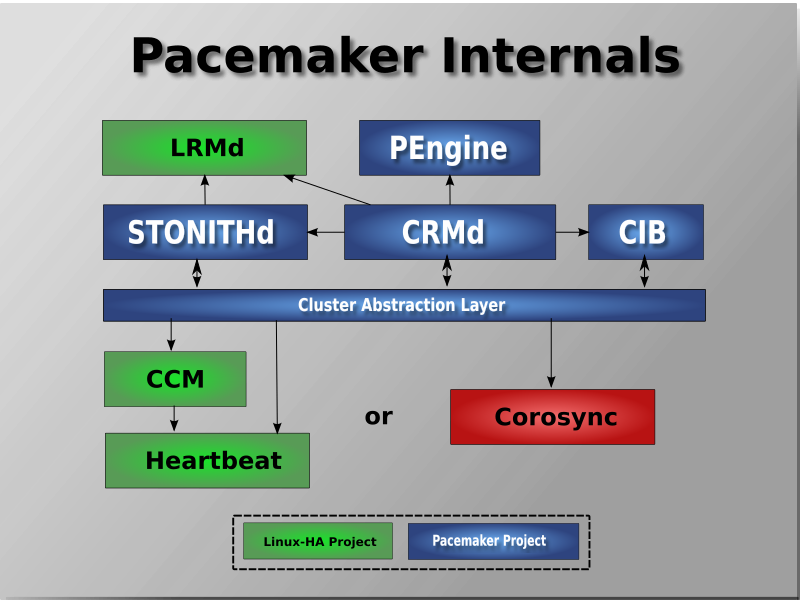 Pacemaker Internals
LRMd
PEngine
STONITHd
CRMd
CIB
Cluster Abstraction Layer
CCM
or
Corosync
Heartbeat
Linux-HA Project
Pacemaker Project